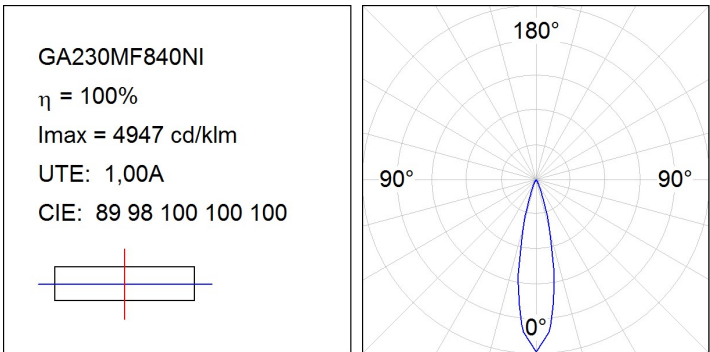 GA230MF840NI
η = 100%
Imax = 4947 cd/klm
UTE: 1,00A
CIE: 89 98 100 100 100
180°
90° 90°
0°